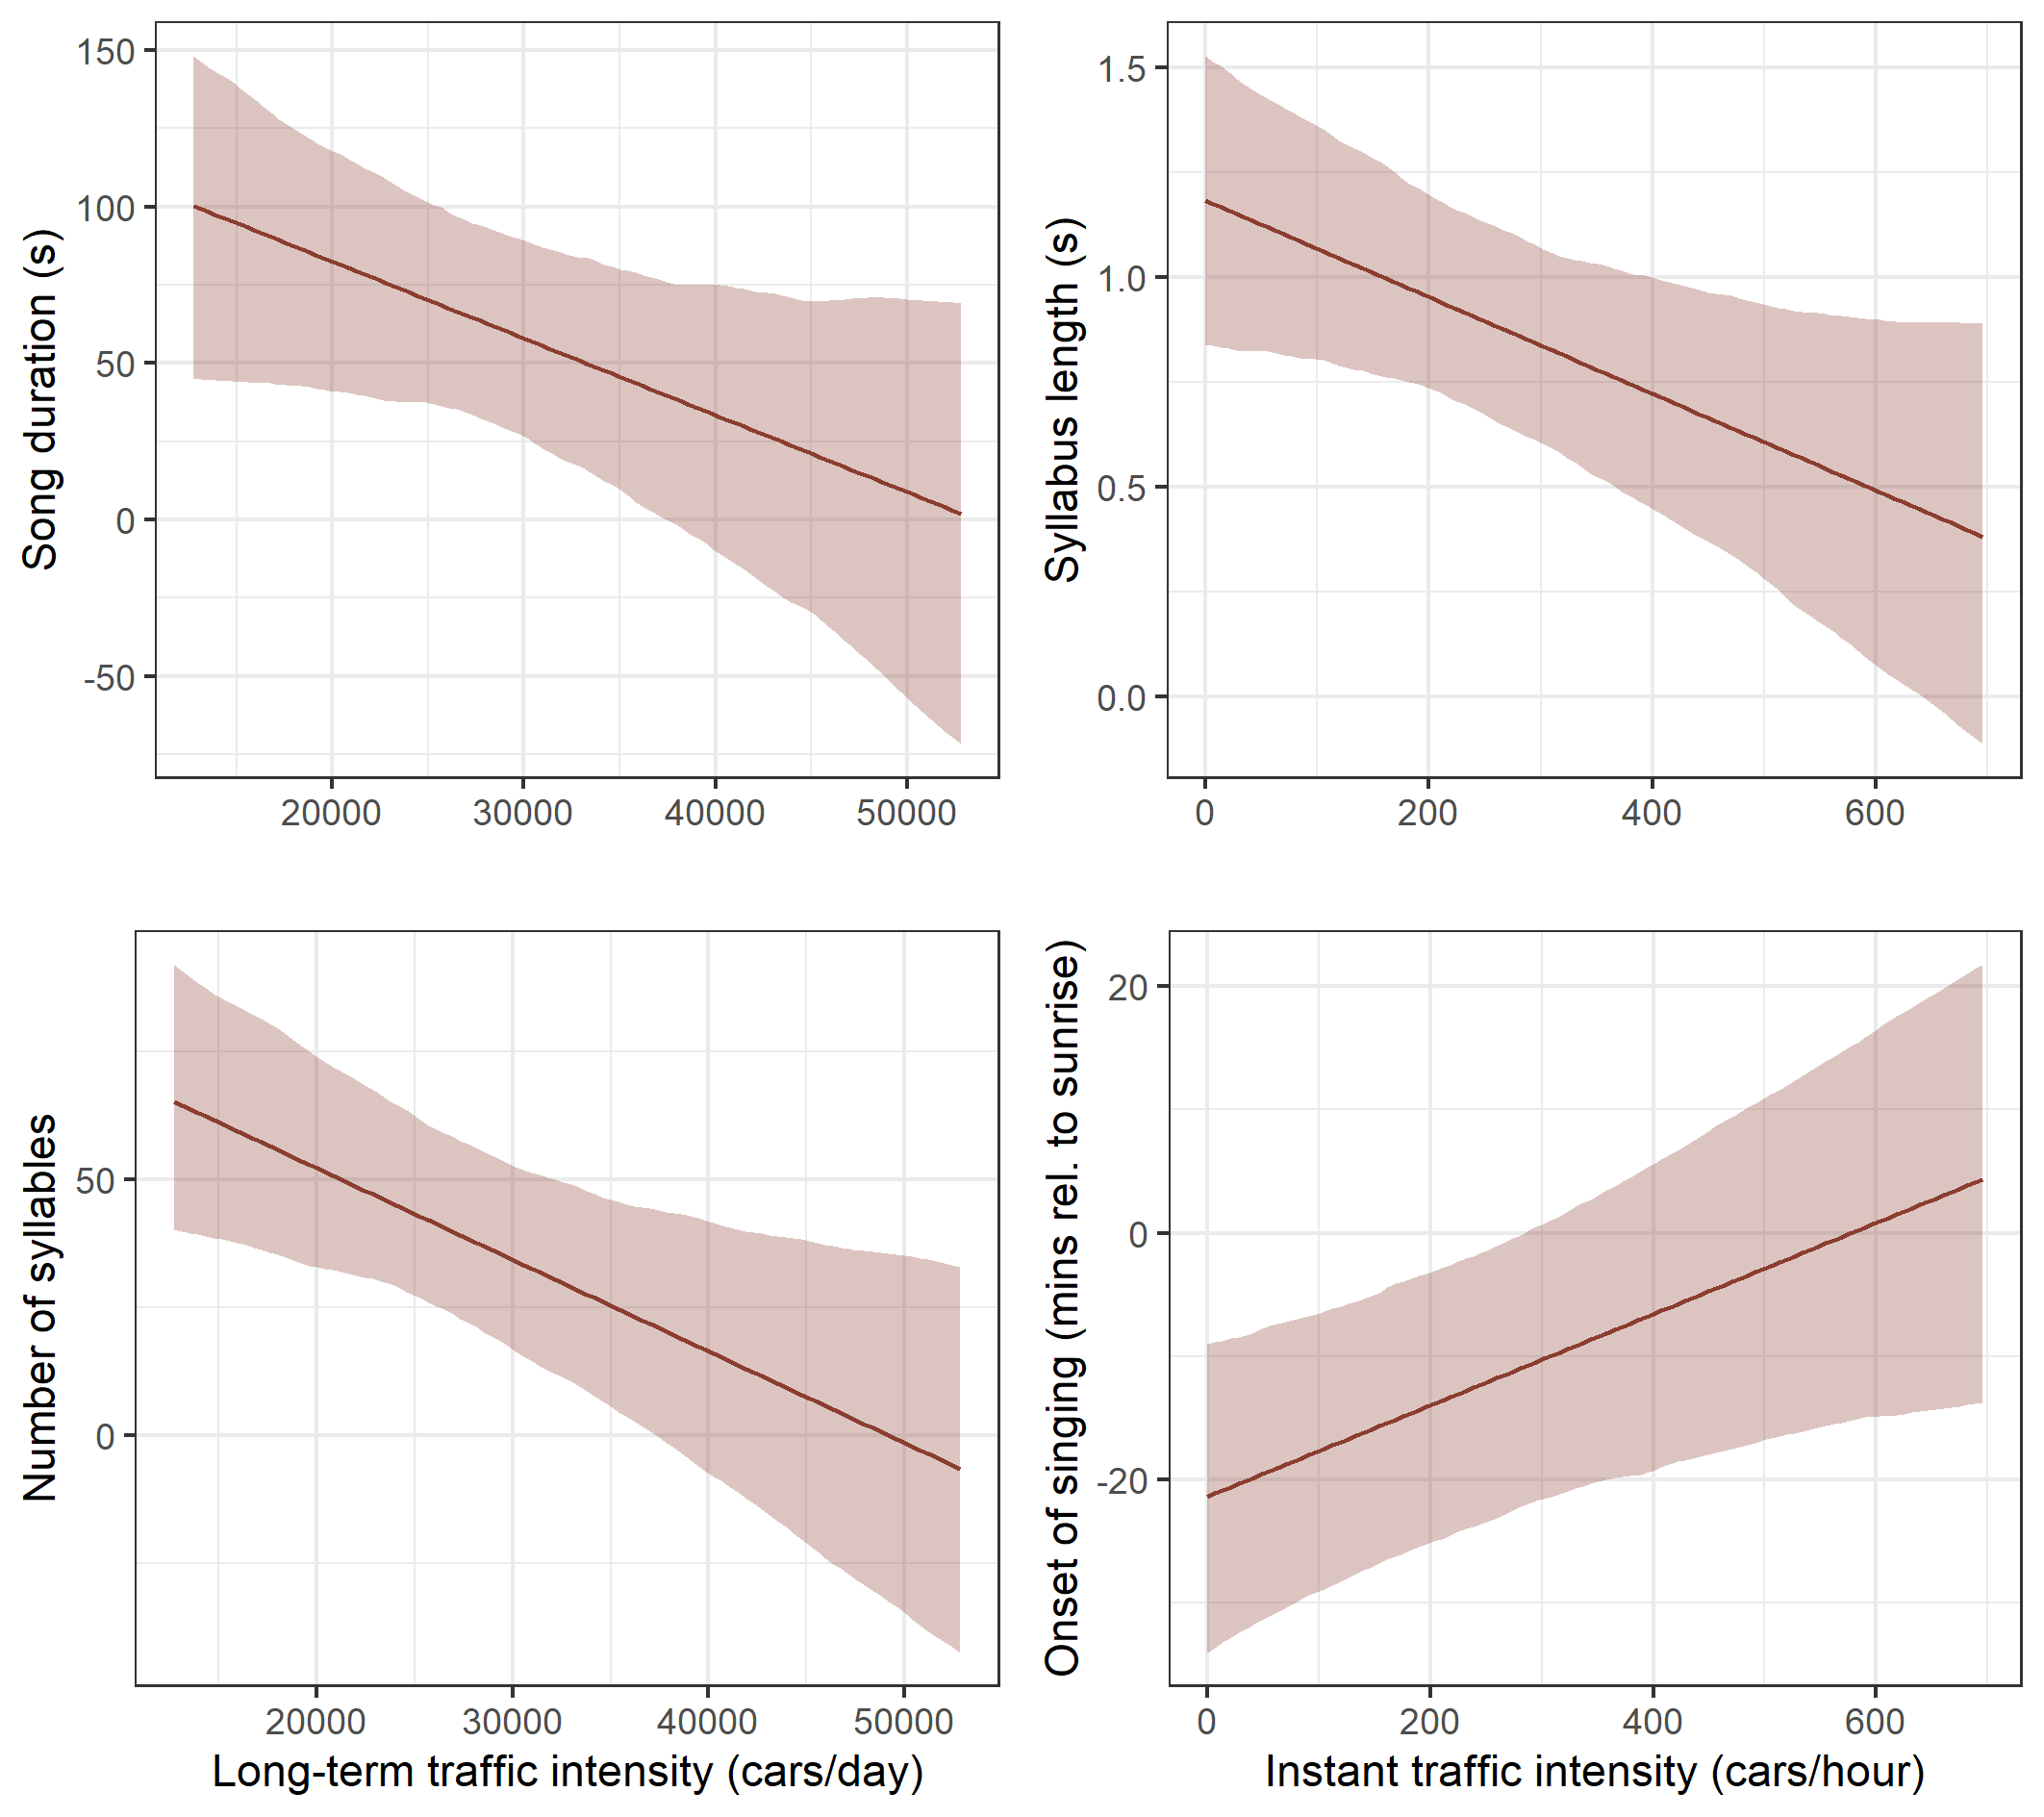 Song duration (s)
150
100
50
0
-50
20000 30000 40000 50000
Syllabus length (s)
1.5
1.0
0.5
0.0
0 200 400 600
Number of syllables
50
0
20000 30000 40000 50000
Long-term traffic intensity (cars/day)
Onset of singing (mins rel. to sunrise)
20
0
-20
0 200 400 600
Instant traffic intensity (cars/hour)